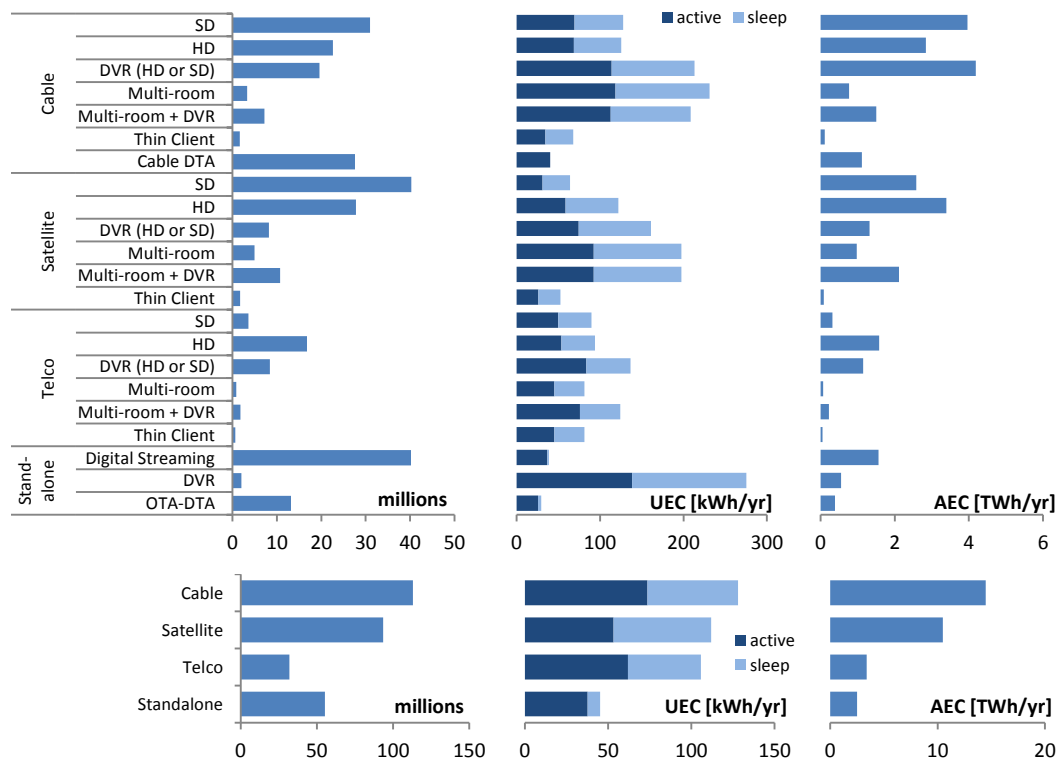 active sleep
Cable
SD
HD
DVR (HD or SD)
Multi-room
Multi-room + DVR
Thin Client
Cable DTA
Satellite
SD
HD
DVR (HD or SD)
Multi-room
Multi-room + DVR
Thin Client
Telco
SD
HD
DVR (HD or SD)
Multi-room
Multi-room + DVR
Thin Client
Stand-
alone
Digital Streaming
DVR
OTA-DTA
millions
UEC [kWh/yr]
AEC [TWh/yr]
0 10 20 30 40 50
0 100 200 300
0 2 4 6
Cable
Satellite
Telco
Standalone
active
sleep
millions
UEC [kWh/yr]
AEC [TWh/yr]
0 50 100 150
0 50 100 150
0 10 20